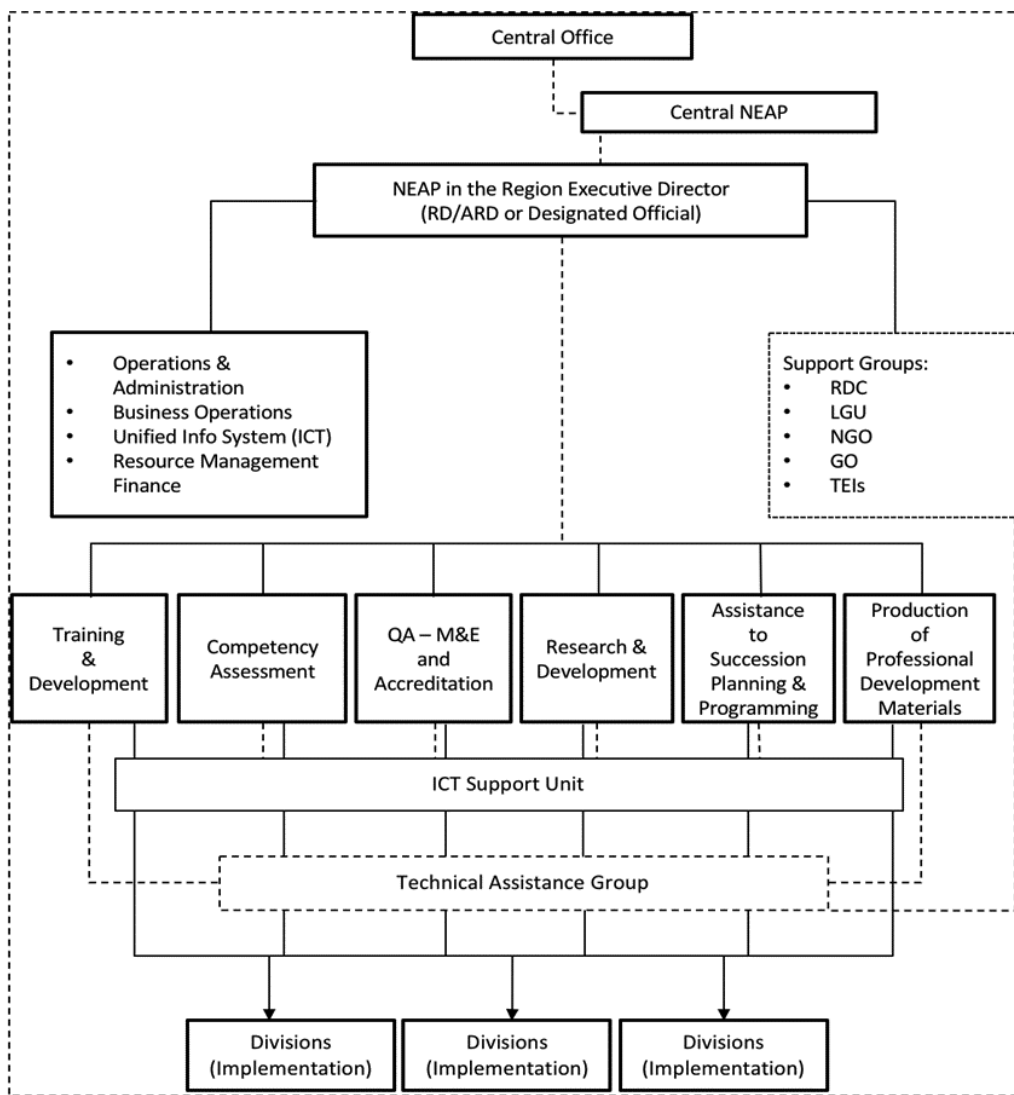 Central Office
Central NEAP
NEAP in the Region Executive Director
(RD/ARD or Designated Official)
• Operations &
Administration
• Business Operations
• Unified Info System (ICT)
• Resource Management
Finance
Support Groups:
• RDC
• LGU
• NGO
• GO
• TEIs
Training
&
Development
Competency
Assessment
QA – M&E
and
Accreditation
Research &
Development
Assistance
to
Succession
Planning &
Programming
Production
of
Professional
Development
Materials
ICT Support Unit
Technical Assistance Group
Divisions
(Implementation)
Divisions
(Implementation)
Divisions
(Implementation)